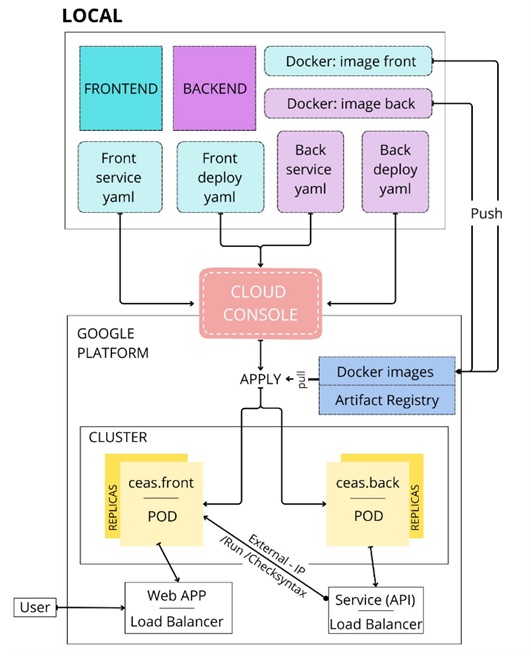 LOCAL
FRONTEND
BACKEND
Docker: image front
Docker: image back
Front
service
yaml
Front
deploy
yaml
Back
service
yaml
Back
deploy
yaml
Push
CLOUD
CONSOLE
GOOGLE
PLATFORM
APPLY
pull
Docker images
Artifact Registry
CLUSTER
REPLICAS
ceas.front
POD
ceas.back
POD
REPLICAS
External - IP
/Run /Checksyntax
User
Web APP
Load Balancer
Service (API)
Load Balancer